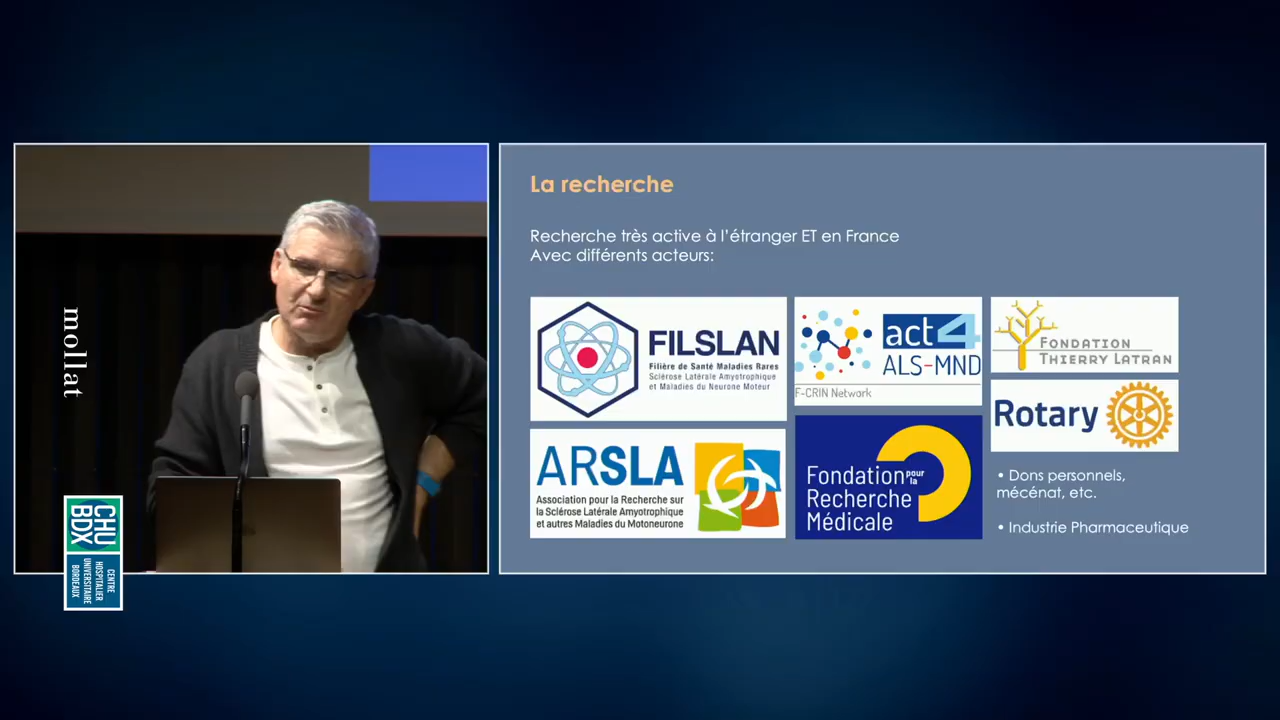 mollat
CHU
BDX
CENTRE
HOSPITALIER
UNIVERSITAIRE
BORDEAUX
La recherche
Recherche très active à l'étranger ET en France
Avec différents acteurs:
FILSLAN
Filière de Santé Maladies Rares
Sclérose Latérale Amyotrophique
et Maladies du Neurone Moteur
act4
ALS-MND
F-CRIN Network
FONDATION
THIERRY LATRAN
Rotary
ARSLA
Association pour la Recherche sur
la Sclérose Latérale Amyotrophique
et autres Maladies du Motoneurone
Fondation pour la
Recherche
Médicale
• Dons personnels,
mécénat, etc.
• Industrie Pharmaceutique